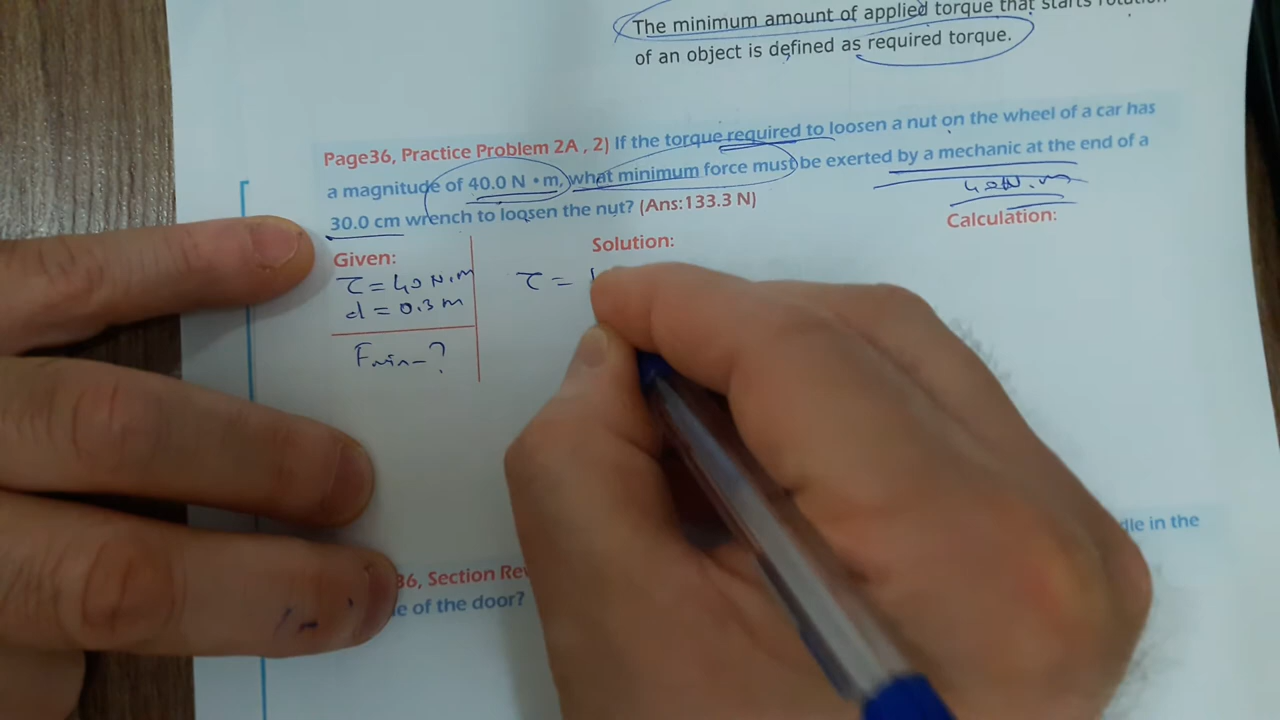 The minimum amount of applied torque that starts rotation
of an object is defined as required torque.
Page36, Practice Problem 2A , 2) If the torque required to loosen a nut on the wheel of a car has
a magnitude of 40.0 N • m, what minimum force must be exerted by a mechanic at the end of a
40N.m
30.0 cm wrench to loosen the nut? (Ans:133.3 N)
Calculation:
Solution:
Given:
τ = 40 N.m
τ =
d = 0.3 m
Fmin-?
dle in the
36, Section Rev
le of the door?